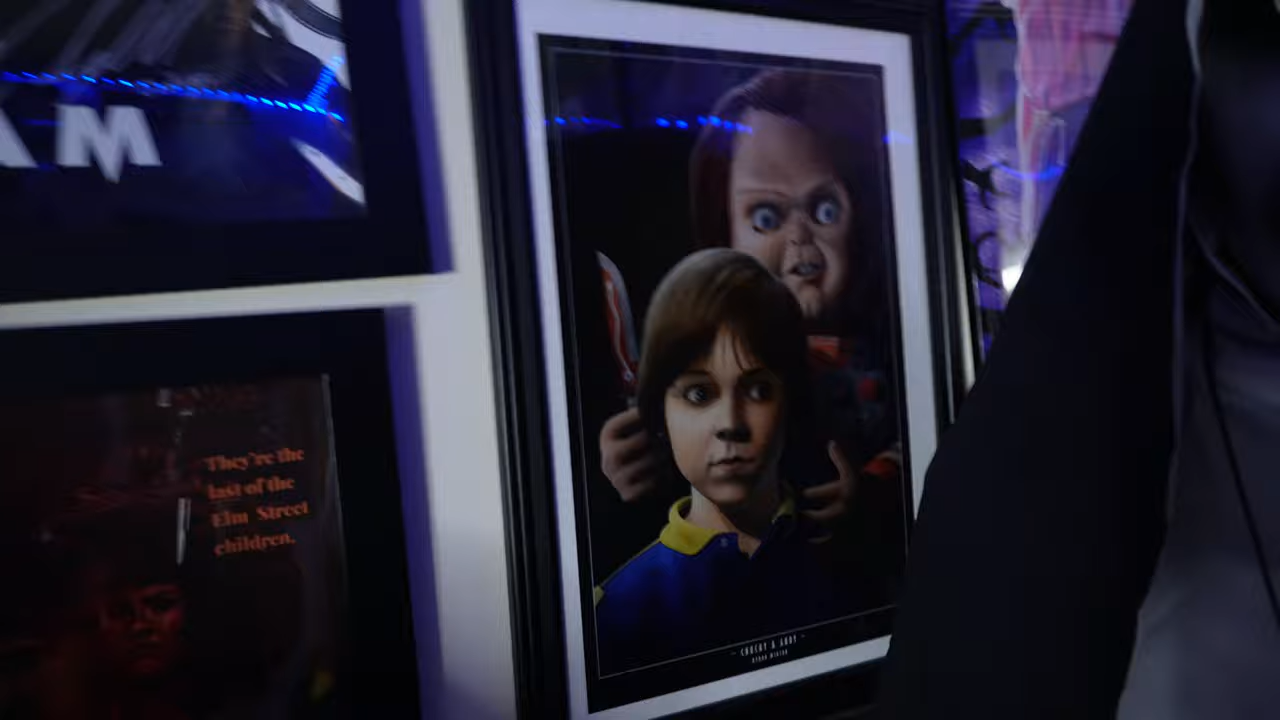 AM
They're the
last of the
Elm Street
children.
- CHUCKY & ANDY -